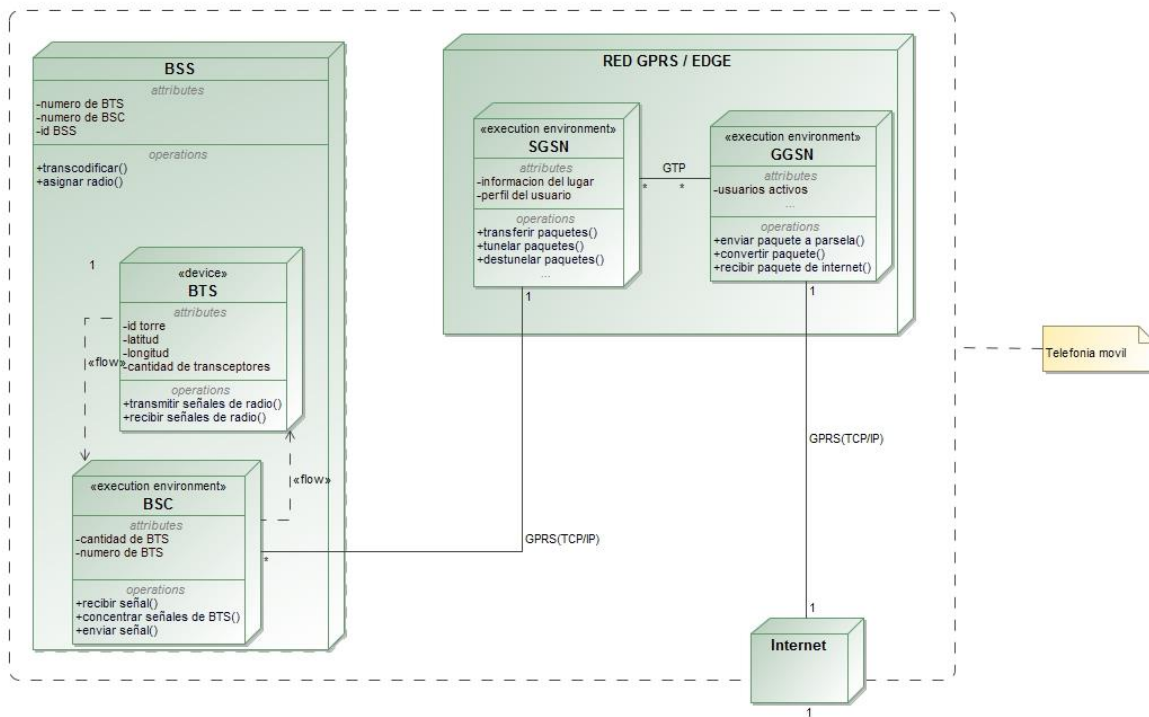 BSS
attributes
-numero de BTS
-numero de BSC
-id BSS
operations
+transcodificar()
+asignar radio()
1
«device»
BTS
attributes
-id torre
-latitud
-longitud
-cantidad de transceptores
operations
+transmitir señales de radio()
+recibir señales de radio()
«flow»
«flow»
«execution environment»
BSC
attributes
-cantidad de BTS
-numero de BTS
operations
+recibir señal()
+concentrar señales de BTS()
+enviar señal()
*
GPRS(TCP/IP)
RED GPRS / EDGE
«execution environment»
SGSN
attributes
-informacion del lugar
-perfil del usuario
operations
+transferir paquetes()
+tunelar paquetes()
+destunelar paquetes()
...
1
GTP
*
*
«execution environment»
GGSN
attributes
-usuarios activos
...
operations
+enviar paquete a parsela()
+convertir paquete()
+recibir paquete de internet()
1
GPRS(TCP/IP)
1
Internet
1
Telefonia movil